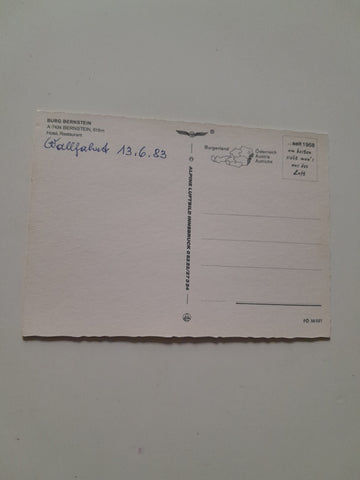 BURG BERNSTEIN
A-7434 BERNSTEIN, 619m
Hotel, Restaurant
Wallfahrt 13.6.83
®
Burgenland
Österreich
Austria
Autriche
...seit 1958
am besten
sieht man's
aus der
Luft
© ALPINE LUFTBILD INNSBRUCK